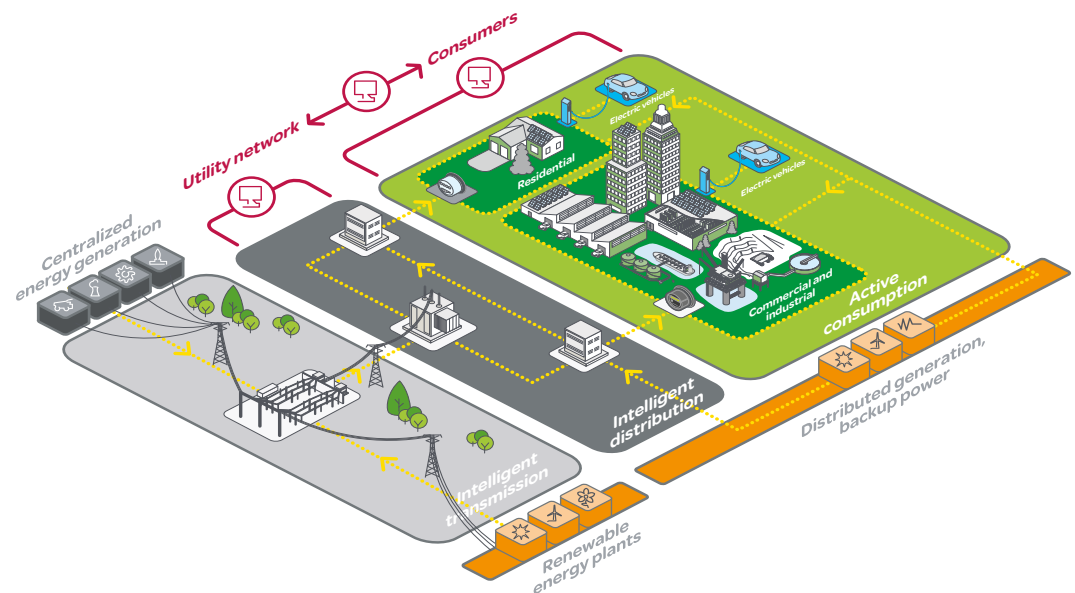 Consumers
Utility network
Electric vehicles
Residential
Electric vehicles
Centralized
energy generation
Commercial and
industrial
Active
consumption
Intelligent
distribution
Distributed generation,
backup power
Intelligent
transmission
Renewable
energy plants